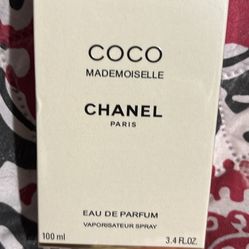 COCO
MADEMOISELLE
CHANEL
PARIS
EAU DE PARFUM
VAPORISATEUR SPRAY
100 ml 3.4 FL.OZ.